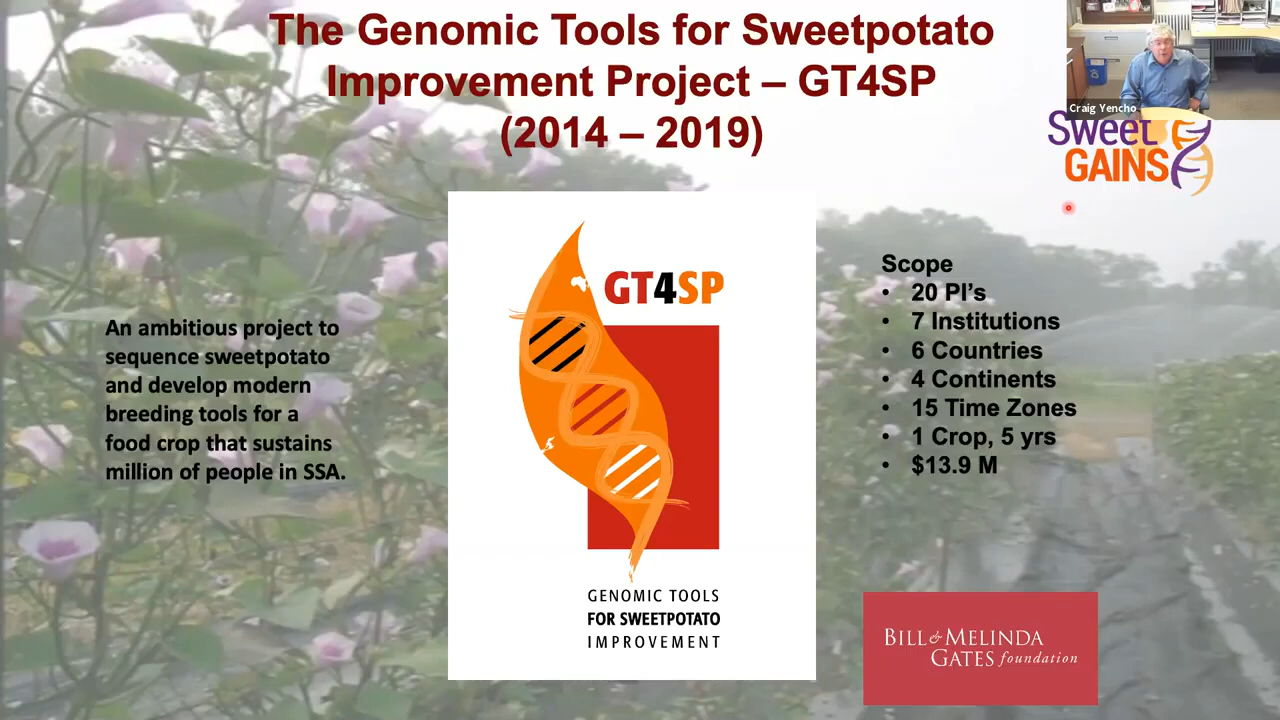 The Genomic Tools for Sweetpotato
Improvement Project – GT4SP
(2014 – 2019)
Craig Yencho
Sweet
GAINS
GT4SP
Scope
• 20 PI’s
• 7 Institutions
• 6 Countries
• 4 Continents
• 15 Time Zones
• 1 Crop, 5 yrs
• $13.9 M
An ambitious project to
sequence sweetpotato
and develop modern
breeding tools for a
food crop that sustains
million of people in SSA.
GENOMIC TOOLS
FOR SWEETPOTATO
IMPROVEMENT
BILL & MELINDA
GATES foundation